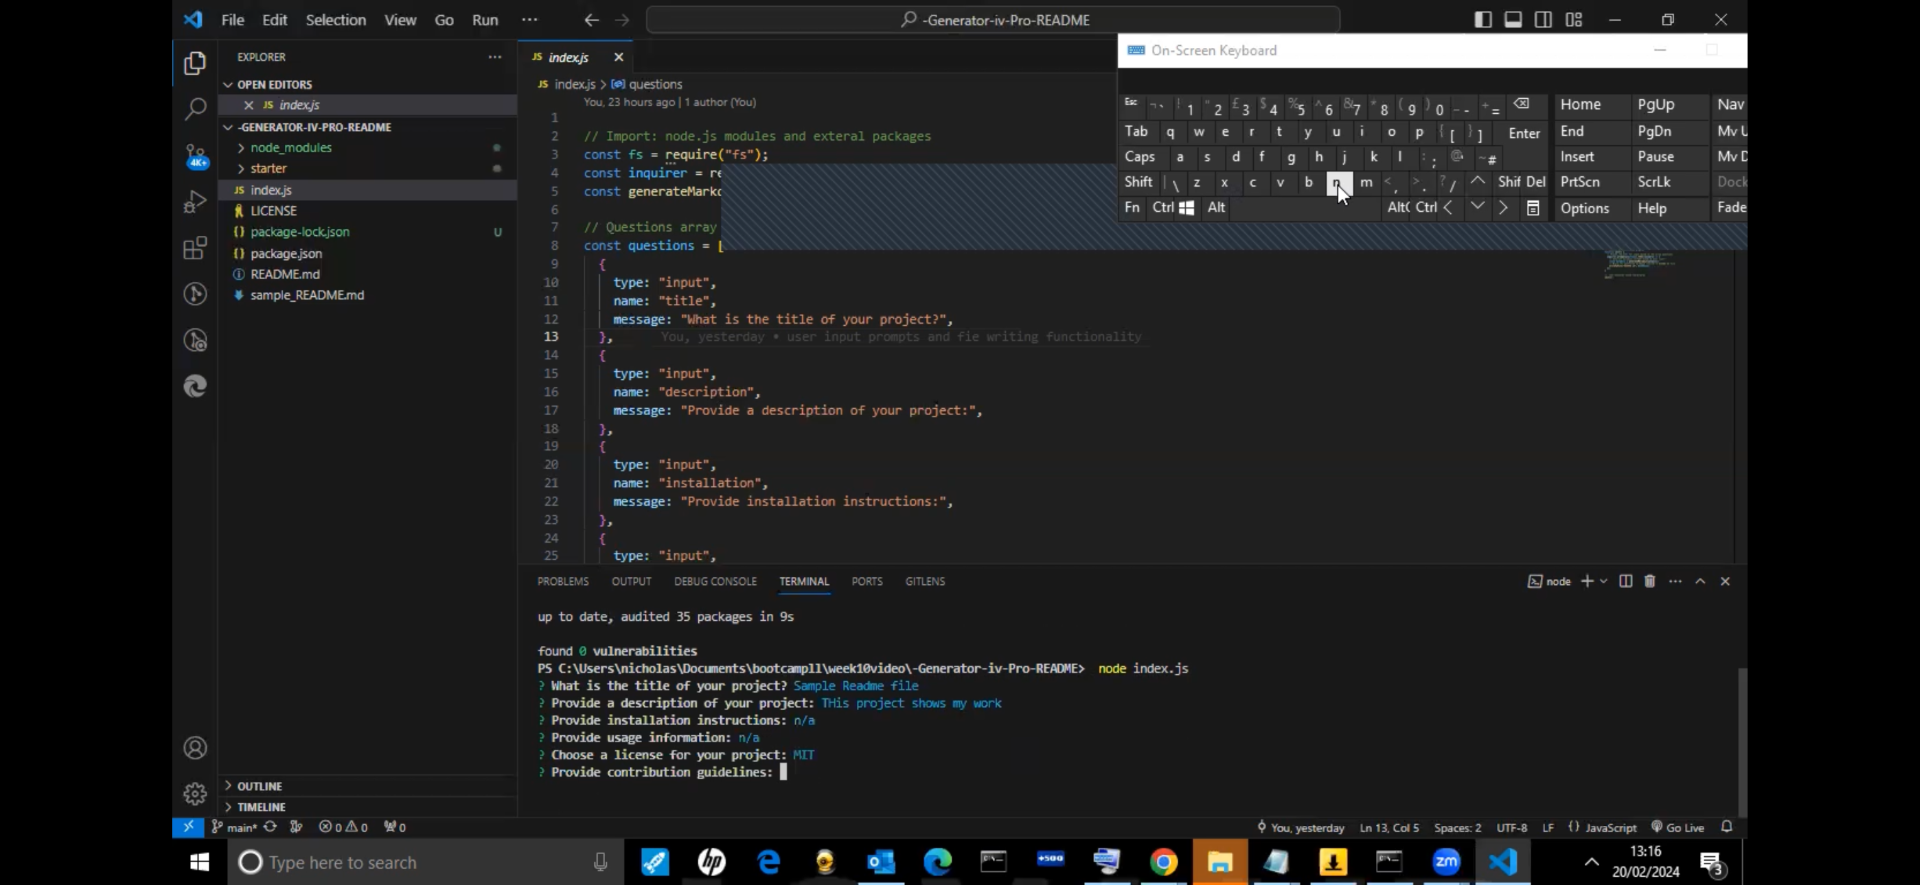 File Edit Selection View Go Run ··· -Generator-iv-Pro-README
EXPLORER ···
OPEN EDITORS
JS index.js
-GENERATOR-IV-PRO-README
node_modules
starter
JS index.js
LICENSE
{} package-lock.json U
{} package.json
README.md
sample_README.md
OUTLINE
TIMELINE
4K+
JS index.js
JS index.js > questions
You, 23 hours ago | 1 author (You)
1
2 // Import: node.js modules and exteral packages
3 const fs = require("fs");
4 const inquirer = re
5 const generateMarkd
6
7 // Questions array
8 const questions = [
9 {
10 type: "input",
11 name: "title",
12 message: "What is the title of your project?",
13 }, You, yesterday • user input prompts and fie writing functionality
14 {
15 type: "input",
16 name: "description",
17 message: "Provide a description of your project:",
18 },
19 {
20 type: "input",
21 name: "installation",
22 message: "Provide installation instructions:",
23 },
24 {
25 type: "input",
On-Screen Keyboard
Esc ¬ ` ! 1 " 2 £ 3 $ 4 % 5 ^ 6 & 7 * 8 ( 9 ) 0 _ - + = Home PgUp Nav
Tab q w e r t y u i o p { [ } ] Enter End PgDn Mv U
Caps a s d f g h j k l : ; @ ' ~ # Insert Pause Mv D
Shift | \ z x c v b n m < , > . ? / Shif Del PrtScn ScrLk Dock
Fn Ctrl Alt Alt( Ctrl Options Help Fade
PROBLEMS OUTPUT DEBUG CONSOLE TERMINAL PORTS GITLENS node
up to date, audited 35 packages in 9s
found 0 vulnerabilities
PS C:\Users\nicholas\Documents\bootcampll\week10video\-Generator-iv-Pro-README> node index.js
? What is the title of your project? Sample Readme file
? Provide a description of your project: THis project shows my work
? Provide installation instructions: n/a
? Provide usage information: n/a
? Choose a license for your project: MIT
? Provide contribution guidelines:
main* 0 0 0 You, yesterday Ln 13, Col 5 Spaces: 2 UTF-8 LF {} JavaScript Go Live
Type here to search hp +500 zm 13:16
20/02/2024 3